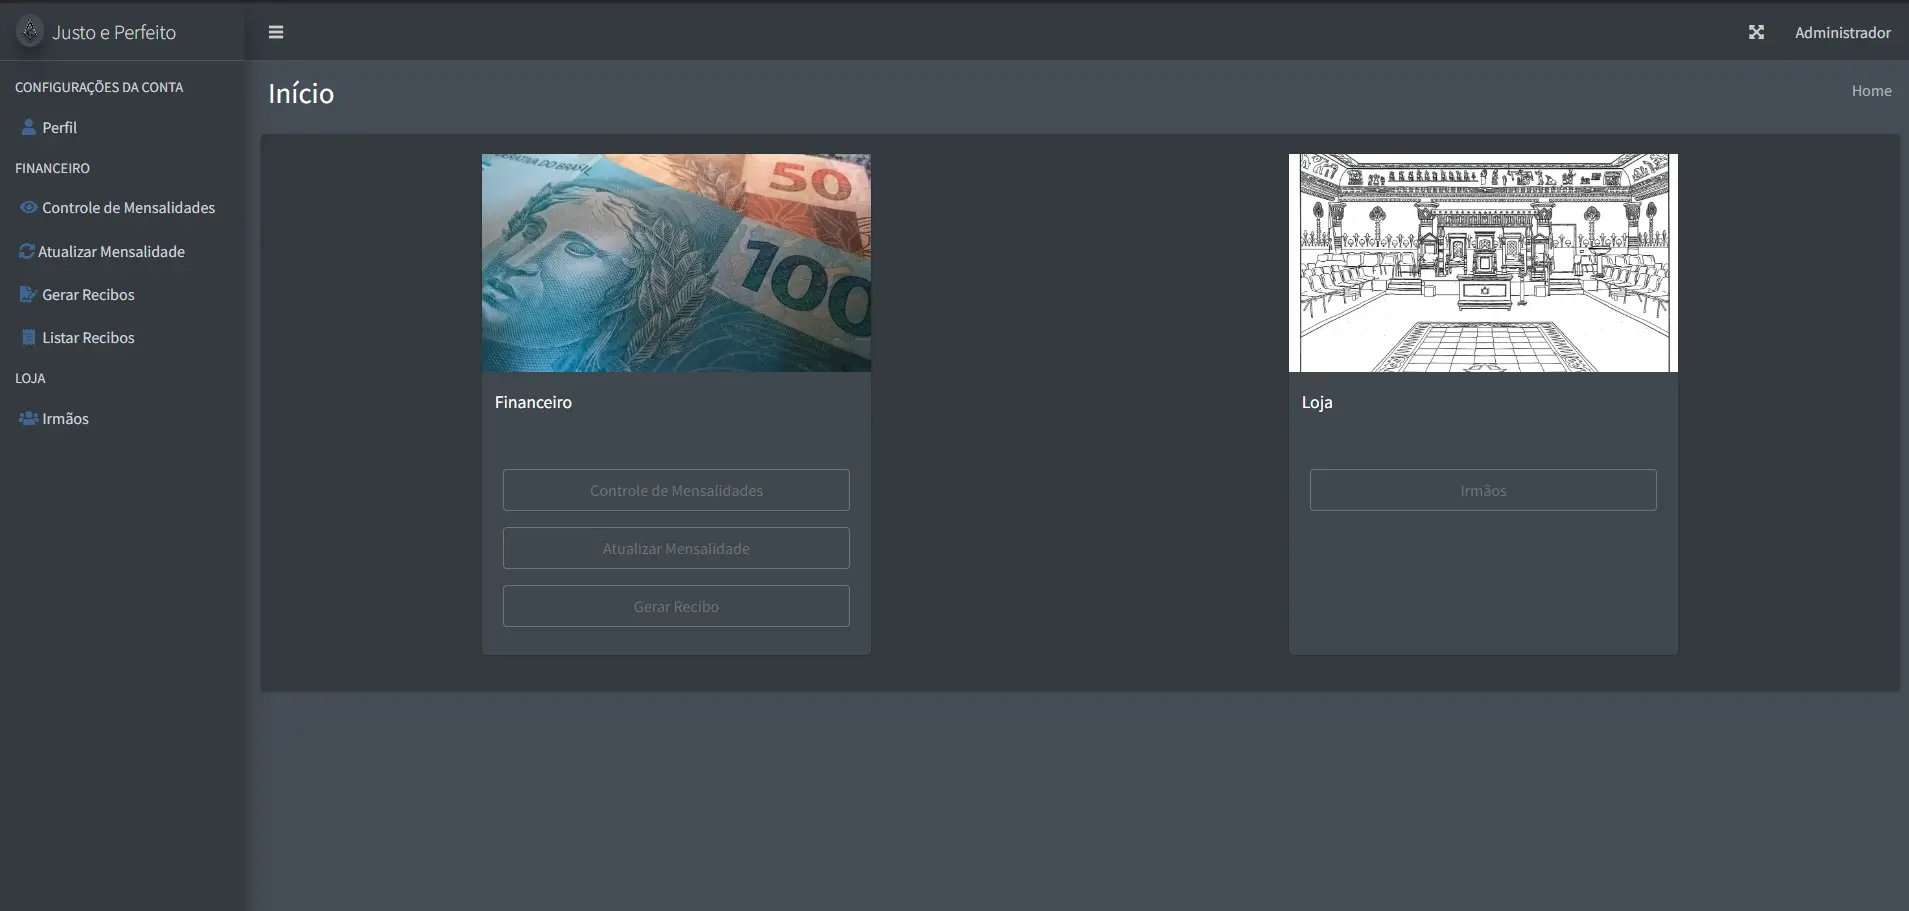 Justo e Perfeito
Administrador
CONFIGURAÇÕES DA CONTA
Perfil
FINANCEIRO
Controle de Mensalidades
Atualizar Mensalidade
Gerar Recibos
Listar Recibos
LOJA
Irmãos
Início
Home
DO BRASIL
50
100
Financeiro
Controle de Mensalidades
Atualizar Mensalidade
Gerar Recibo
Loja
Irmãos